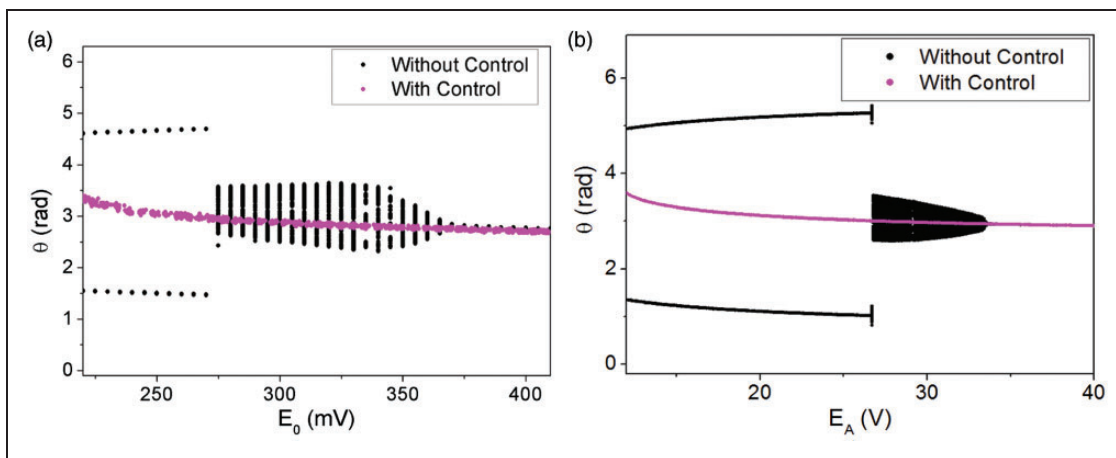 (a)
6
5
4
3
2
1
0
θ (rad)
Without Control
With Control
250
300
350
400
E₀ (mV)
(b)
6
4
2
0
θ (rad)
Without Control
With Control
20
30
40
E_A (V)